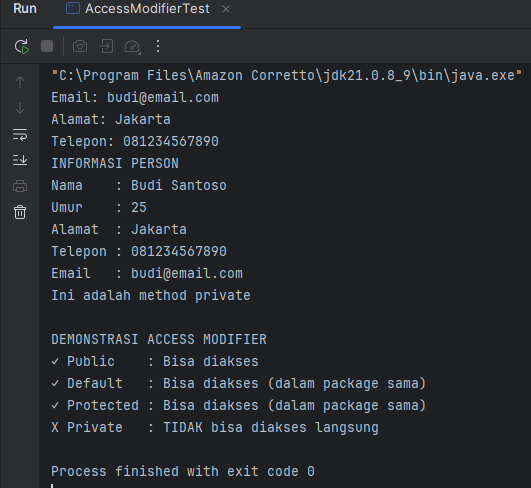 Run AccessModifierTest
"C:\Program Files\Amazon Corretto\jdk21.0.8_9\bin\java.exe"
Email: budi@email.com
Alamat: Jakarta
Telepon: 081234567890
INFORMASI PERSON
Nama    : Budi Santoso
Umur    : 25
Alamat  : Jakarta
Telepon : 081234567890
Email   : budi@email.com
Ini adalah method private
DEMONSTRASI ACCESS MODIFIER
✓ Public    : Bisa diakses
✓ Default   : Bisa diakses (dalam package sama)
✓ Protected : Bisa diakses (dalam package sama)
X Private   : TIDAK bisa diakses langsung
Process finished with exit code 0